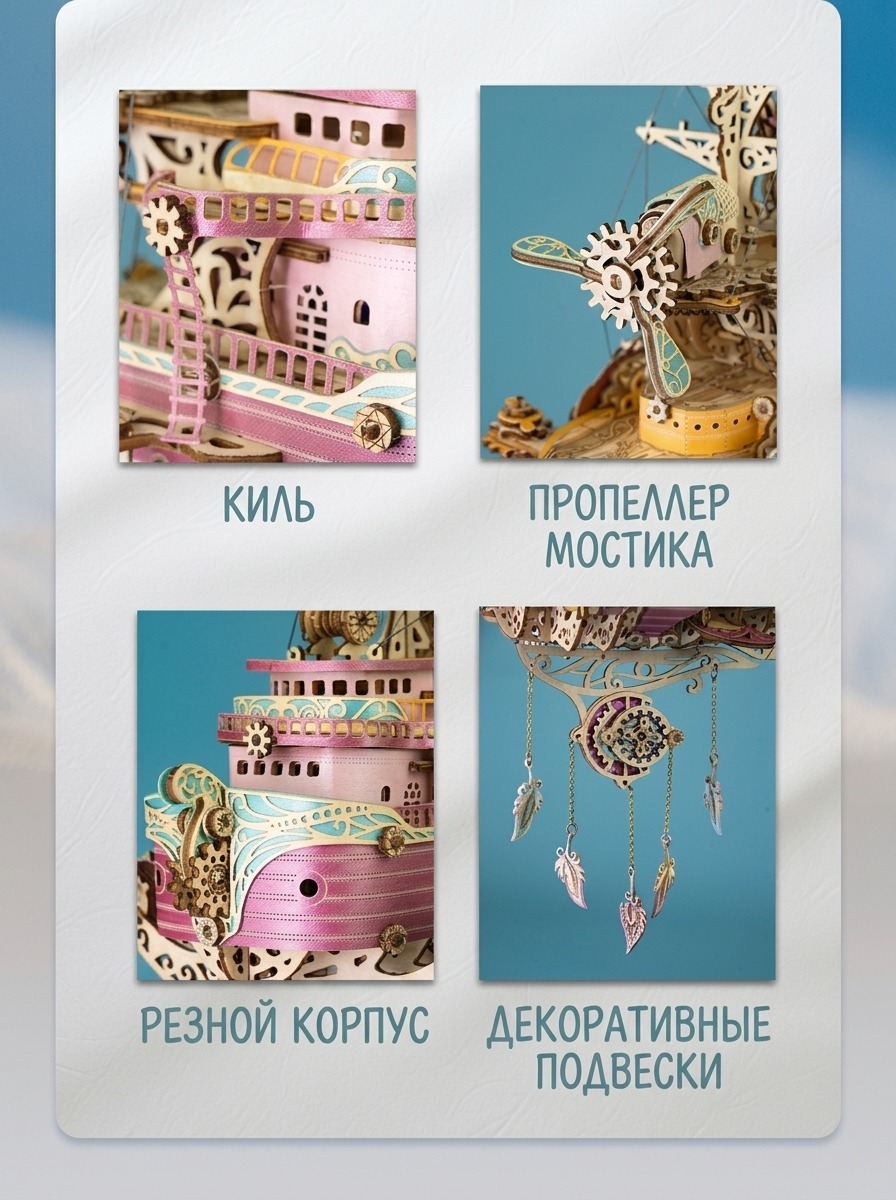 КИЛЬ
ПРОПЕЛЛЕР
МОСТИКА
РЕЗНОЙ КОРПУС
ДЕКОРАТИВНЫЕ
ПОДВЕСКИ